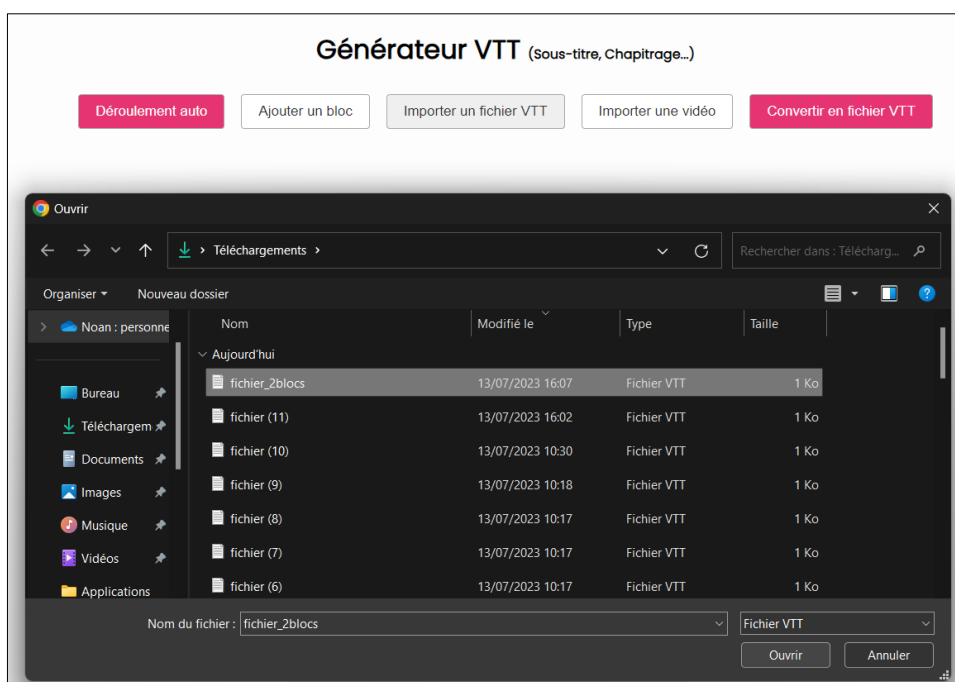 Générateur VTT (Sous-titre, Chapitrage...)
Déroulement auto Ajouter un bloc Importer un fichier VTT Importer une vidéo Convertir en fichier VTT
Ouvrir
Téléchargements
Rechercher dans : Télécharg...
Organiser Nouveau dossier
Noan : personne Nom Modifié le Type Taille
Aujourd'hui
Bureau fichier_2blocs 13/07/2023 16:07 Fichier VTT 1 Ko
Téléchargem fichier (11) 13/07/2023 16:02 Fichier VTT 1 Ko
Documents fichier (10) 13/07/2023 10:30 Fichier VTT 1 Ko
Images fichier (9) 13/07/2023 10:18 Fichier VTT 1 Ko
Musique fichier (8) 13/07/2023 10:17 Fichier VTT 1 Ko
Vidéos fichier (7) 13/07/2023 10:17 Fichier VTT 1 Ko
Applications fichier (6) 13/07/2023 10:17 Fichier VTT 1 Ko
Nom du fichier : fichier_2blocs Fichier VTT
Ouvrir Annuler